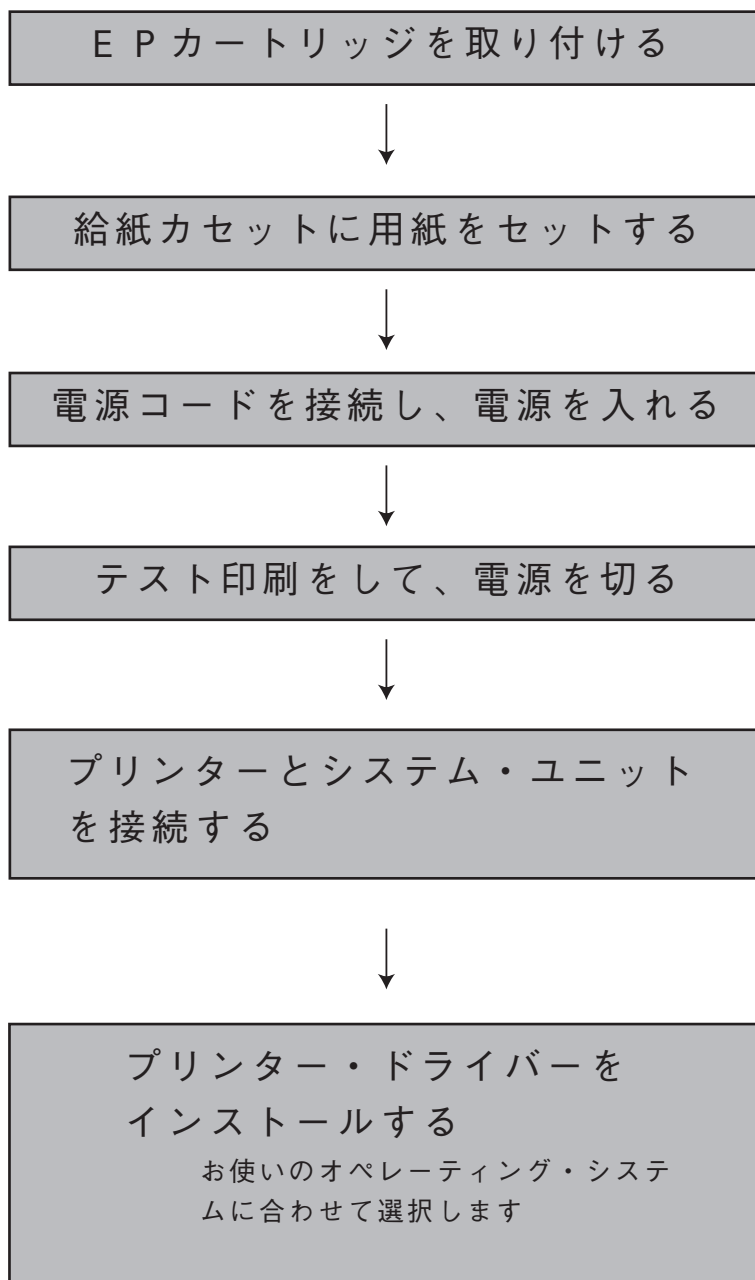 EPカートリッジを取り付ける
給紙カセットに用紙をセットする
電源コードを接続し、電源を入れる
テスト印刷をして、電源を切る
プリンターとシステム・ユニット
を接続する
プリンター・ドライバーを
インストールする
お使いのオペレーティング・システ
ムに合わせて選択します